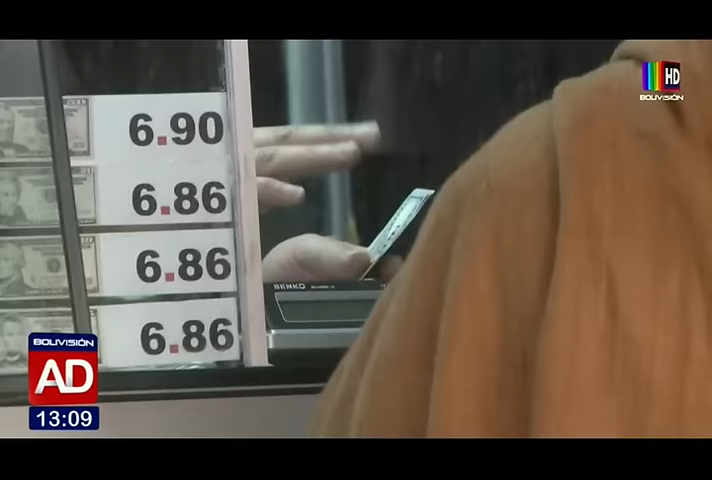 HD
BOLIVISIÓN
6.90
6.86
6.86
6.86
BENKO
BOLIVISIÓN
AD
13:09